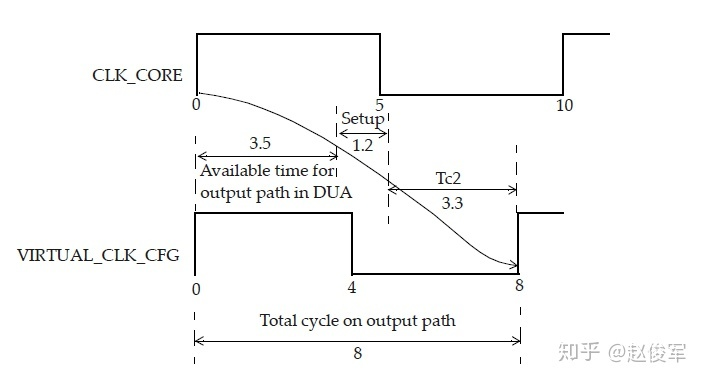 CLK_CORE
0
5
10
Setup
3.5
1.2
Available time for
output path in DUA
Tc2
3.3
VIRTUAL_CLK_CFG
0
4
8
Total cycle on output path
8
知乎 @赵俊军